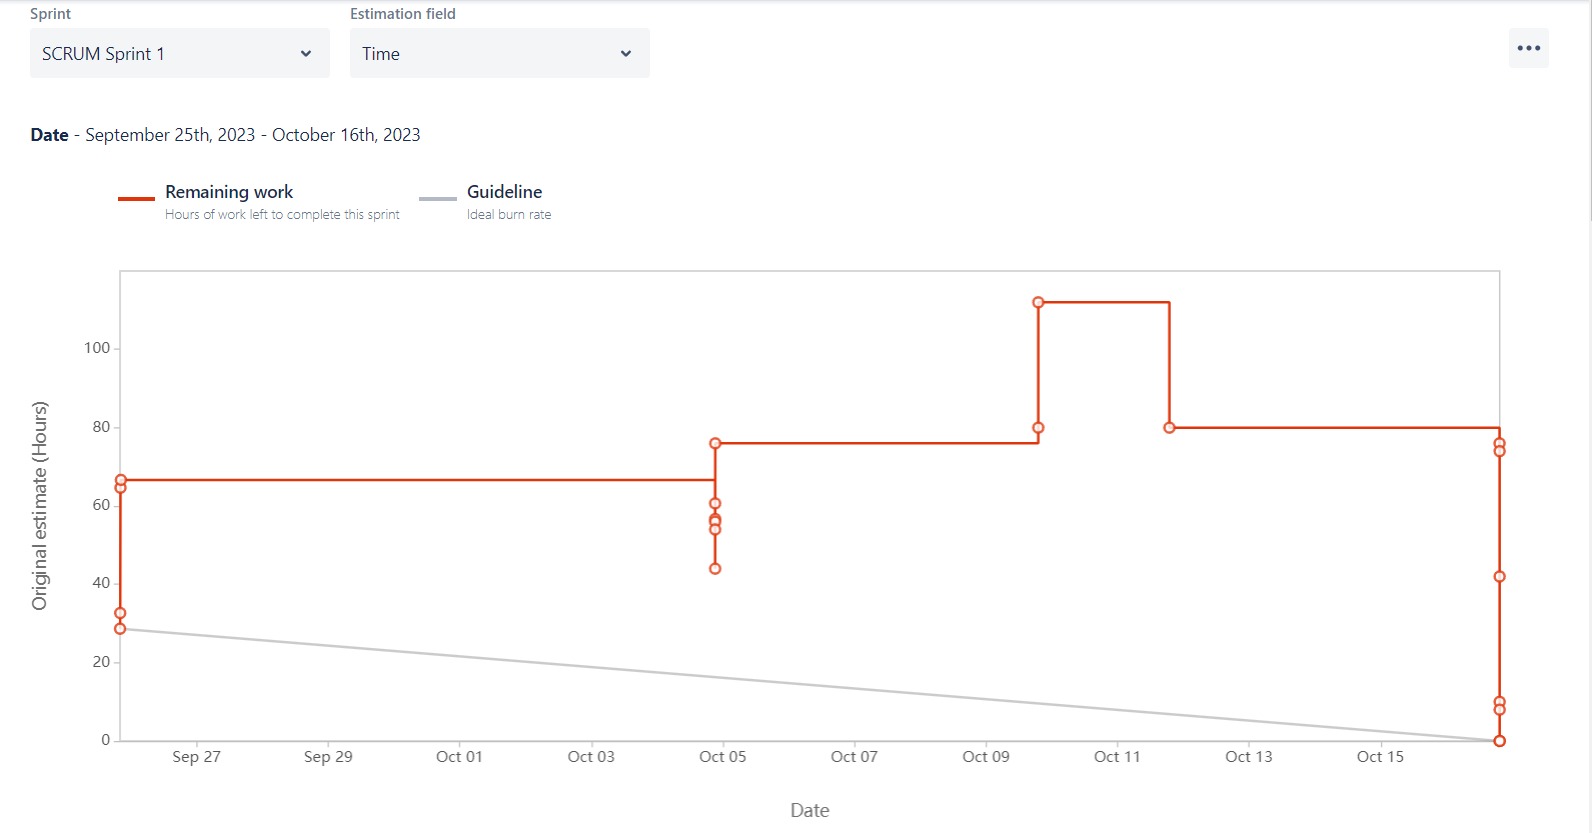 Sprint Estimation field
SCRUM Sprint 1 Time
Date - September 25th, 2023 - October 16th, 2023
Remaining work Guideline
Hours of work left to complete this sprint Ideal burn rate
Original estimate (Hours)
100
80
60
40
20
0
Sep 27 Sep 29 Oct 01 Oct 03 Oct 05 Oct 07 Oct 09 Oct 11 Oct 13 Oct 15
Date